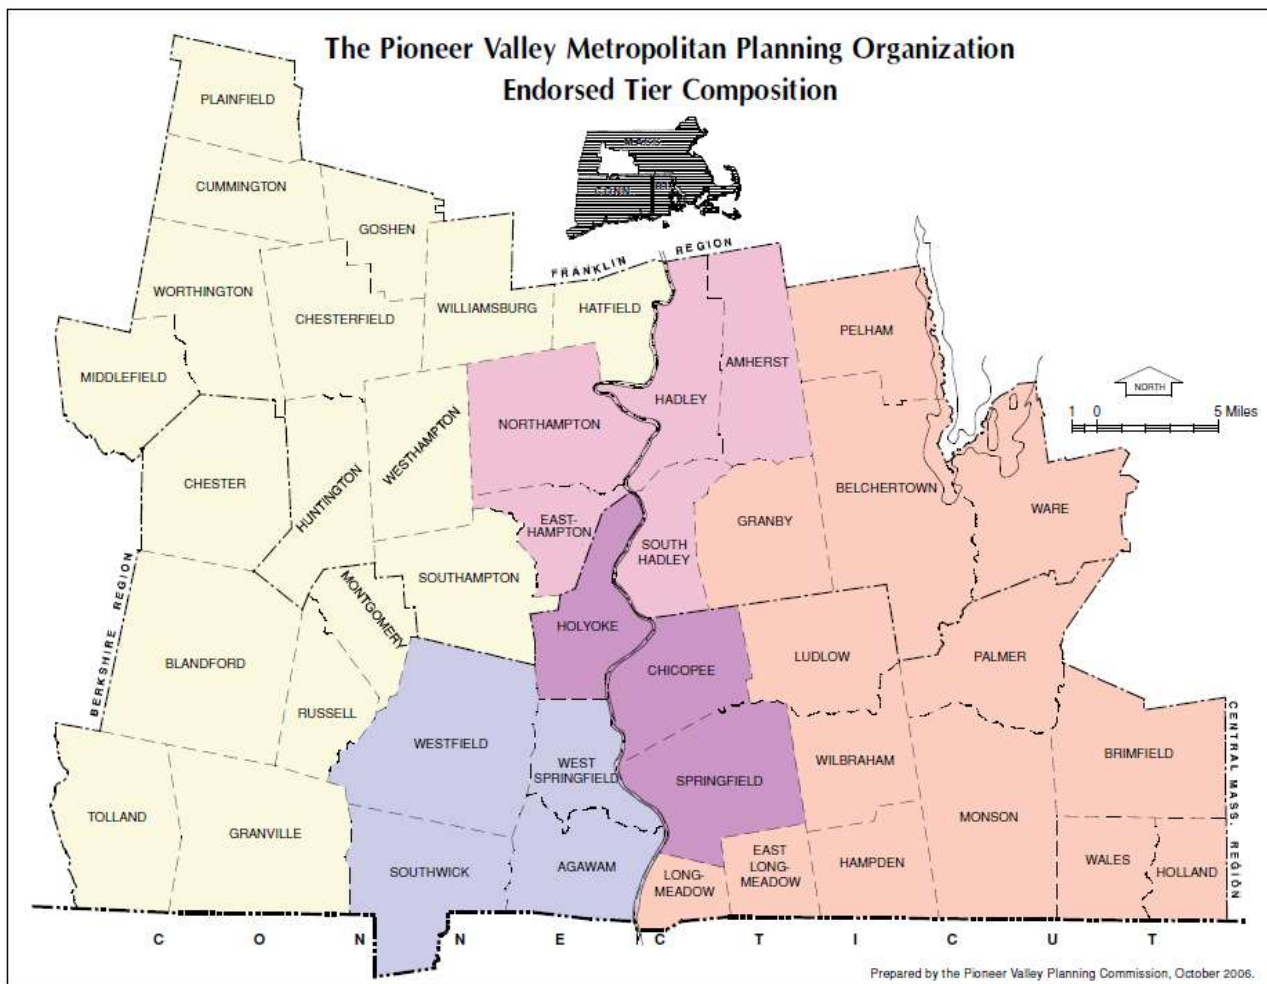 The Pioneer Valley Metropolitan Planning Organization
Endorsed Tier Composition
PLAINFIELD
CUMMINGTON
GOSHEN
WORTHINGTON
CHESTERFIELD
WILLIAMSBURG
HATFIELD
FRANKLIN REGION
MASS.
CONN.
R.I.
PELHAM
AMHERST
HADLEY
MIDDLEFIELD
NORTH
1 0 5 Miles
NORTHAMPTON
WESTHAMPTON
HUNTINGTON
CHESTER
EAST-
HAMPTON
SOUTH
HADLEY
GRANBY
BELCHERTOWN
WARE
BERKSHIRE REGION
MONTGOMERY
SOUTHAMPTON
HOLYOKE
CHICOPEE
LUDLOW
PALMER
BLANDFORD
RUSSELL
WESTFIELD
WEST
SPRINGFIELD
SPRINGFIELD
WILBRAHAM
BRIMFIELD
CENTRAL MASS. REGION
TOLLAND
GRANVILLE
SOUTHWICK
AGAWAM
LONG-
MEADOW
EAST
LONG-
MEADOW
HAMPDEN
MONSON
WALES
HOLLAND
CONNECTICUT
Prepared by the Pioneer Valley Planning Commission, October 2006.